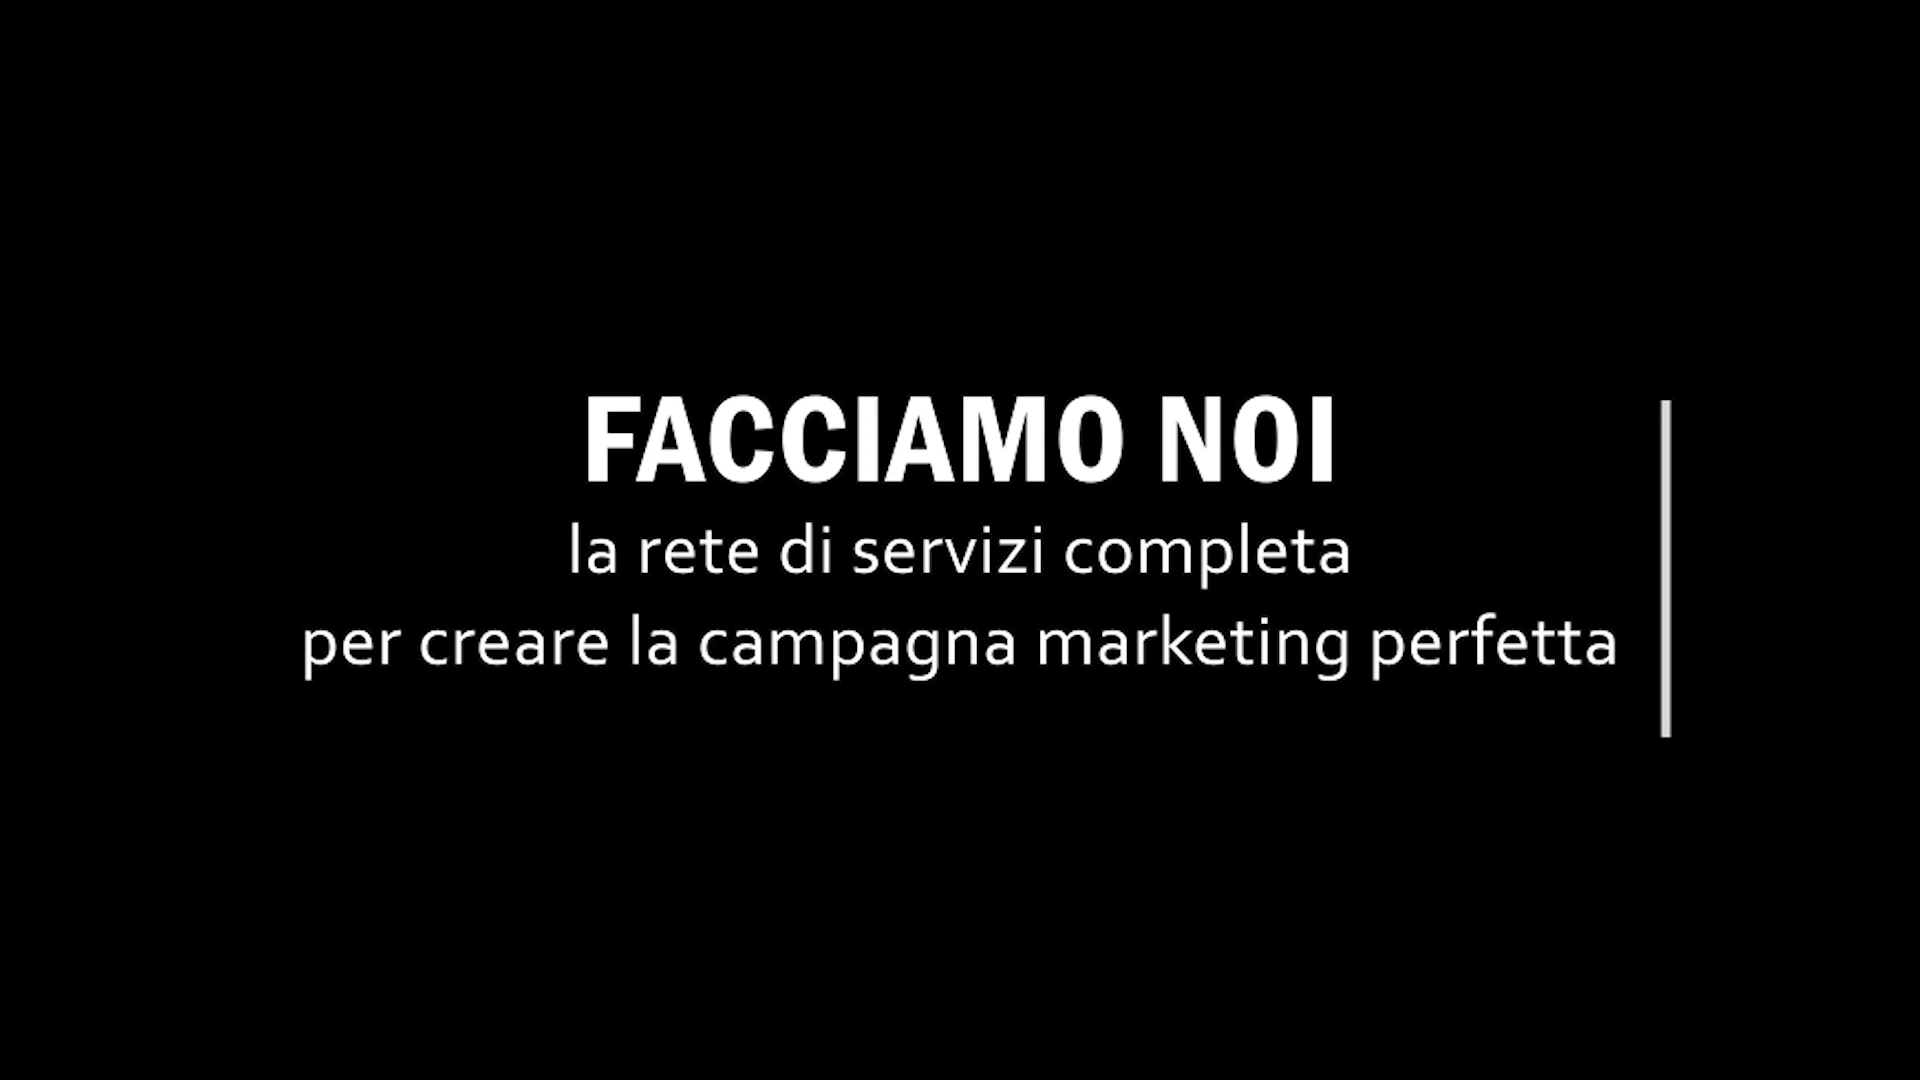 FACCIAMO NOI
la rete di servizi completa
per creare la campagna marketing perfetta